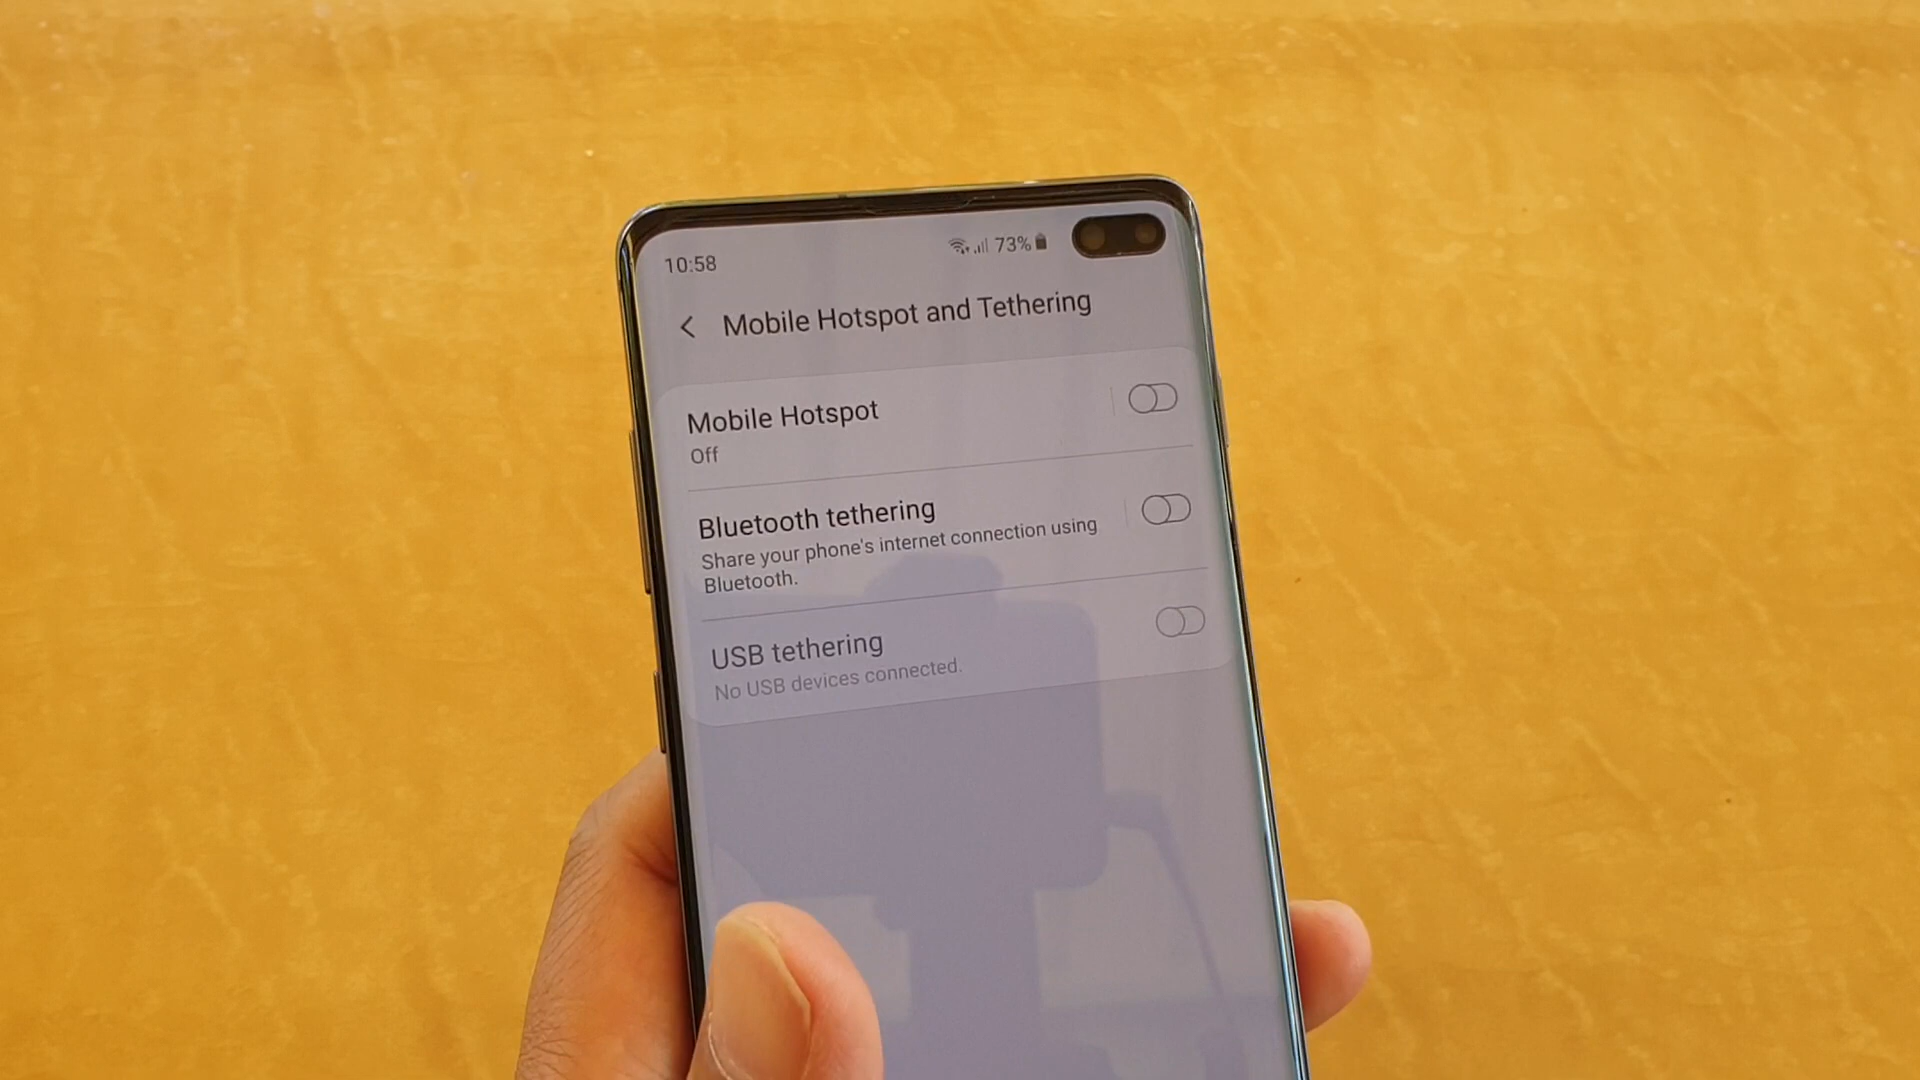 10:58
73%
Mobile Hotspot and Tethering
Mobile Hotspot
Off
Bluetooth tethering
Share your phone's internet connection using
Bluetooth.
USB tethering
No USB devices connected.